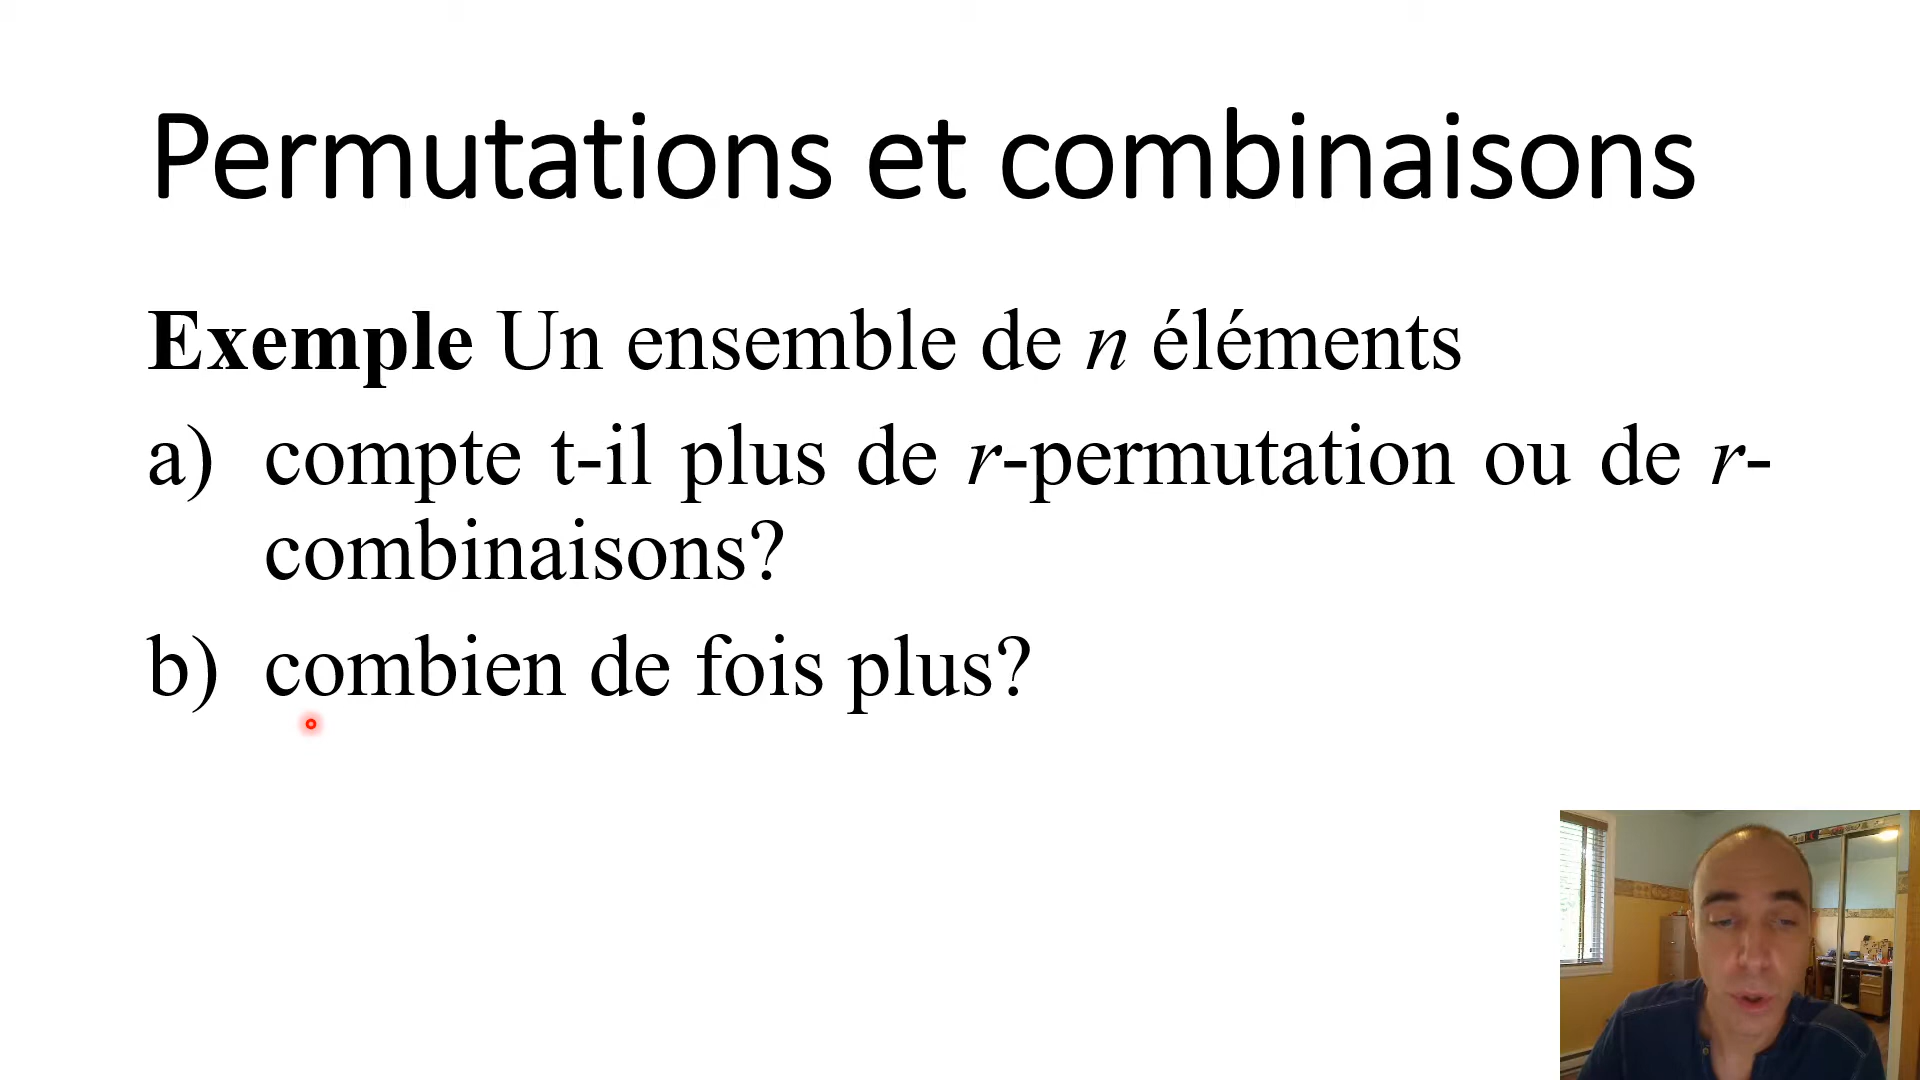 Permutations et combinaisons
Exemple Un ensemble de n éléments
a) compte t-il plus de r-permutation ou de r-
combinaisons?
b) combien de fois plus?